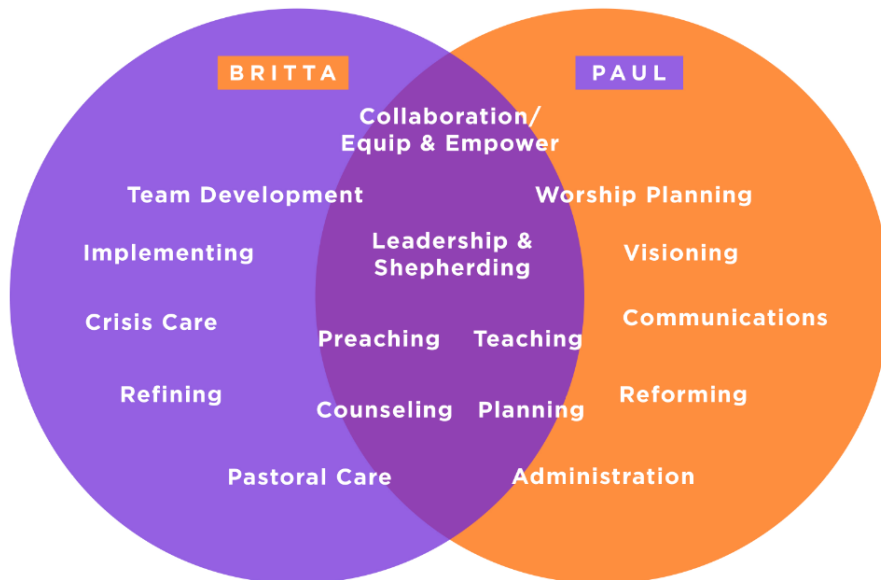 BRITTA
PAUL
Collaboration/
Equip & Empower
Team Development
Worship Planning
Implementing
Leadership &
Shepherding
Visioning
Crisis Care
Communications
Preaching
Teaching
Refining
Reforming
Counseling
Planning
Pastoral Care
Administration